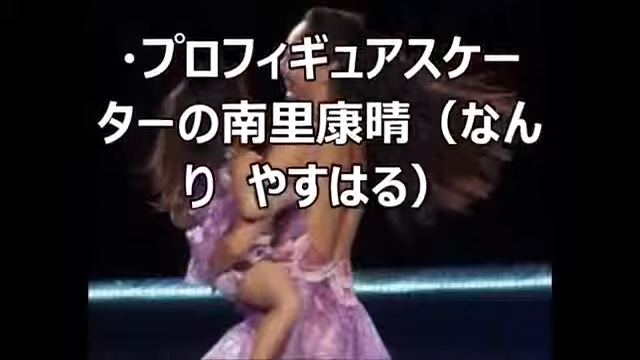 ・プロフィギュアスケー
ターの南里康晴（なん
り　やすはる）